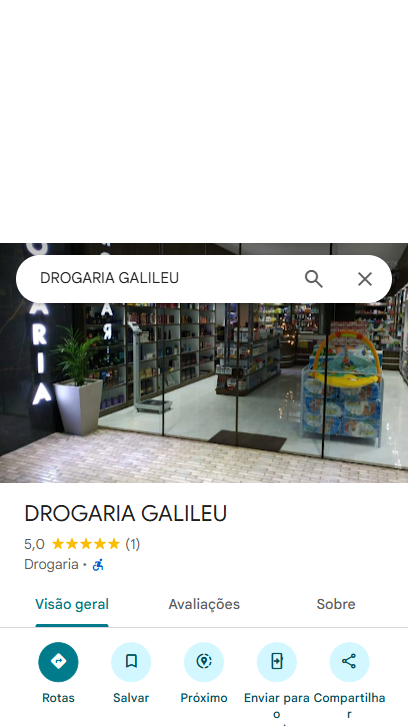 DROGARIA GALILEU
ARIA
DROGARIA GALILEU
5,0 (1)
Drogaria ·
Visão geral
Avaliações
Sobre
Rotas
Salvar
Próximo
Enviar para o
Compartilhar